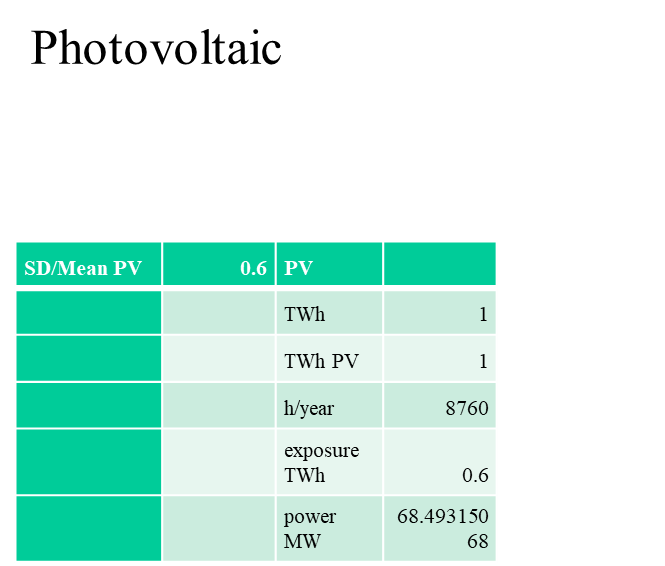 Photovoltaic
SD/Mean PV 0.6 PV
TWh 1
TWh PV 1
h/year 8760
exposure
TWh 0.6
power 68.493150
MW 68